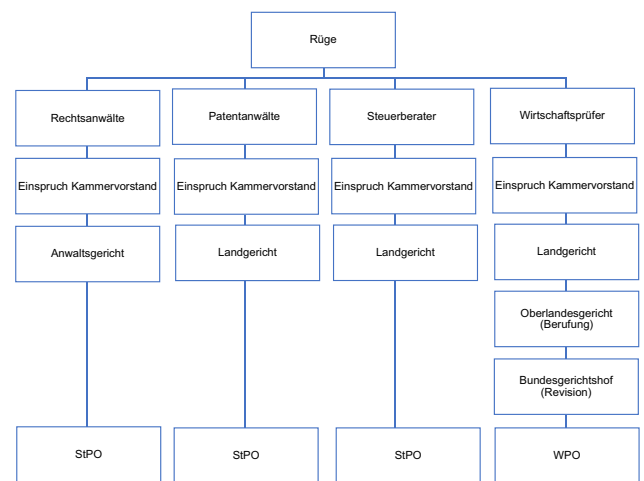 Rüge
Rechtsanwälte
Patentanwälte
Steuerberater
Wirtschaftsprüfer
Einspruch Kammervorstand
Einspruch Kammervorstand
Einspruch Kammervorstand
Einspruch Kammervorstand
Anwaltsgericht
Landgericht
Landgericht
Landgericht
Oberlandesgericht
(Berufung)
Bundesgerichtshof
(Revision)
StPO
StPO
StPO
WPO